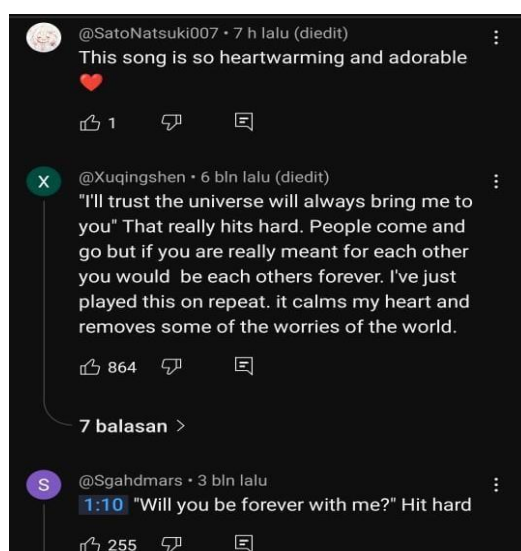 @SatoNatsuki007 • 7 h lalu (diedit)
This song is so heartwarming and adorable
❤️
1
X
@Xuqingshen • 6 bln lalu (diedit)
"I'll trust the universe will always bring me to
you" That really hits hard. People come and
go but if you are really meant for each other
you would  be each others forever. I've just
played this on repeat. it calms my heart and
removes some of the worries of the world.
864
7 balasan >
S
@Sgahdmars • 3 bln lalu
1:10 "Will you be forever with me?" Hit hard
255